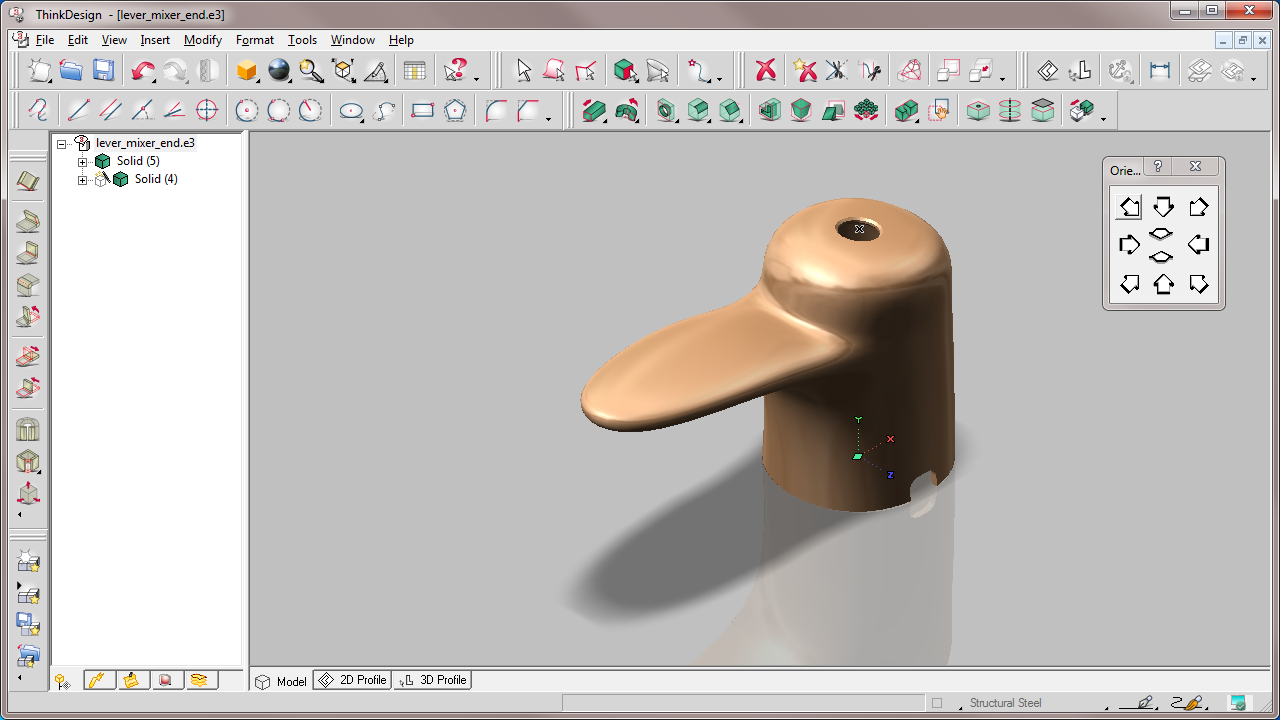 ThinkDesign - [lever_mixer_end.e3]
File Edit View Insert Modify Format Tools Window Help
lever_mixer_end.e3
Solid (5)
Solid (4)
Orie...
Y
X
Z
Model 2D Profile 3D Profile
Structural Steel